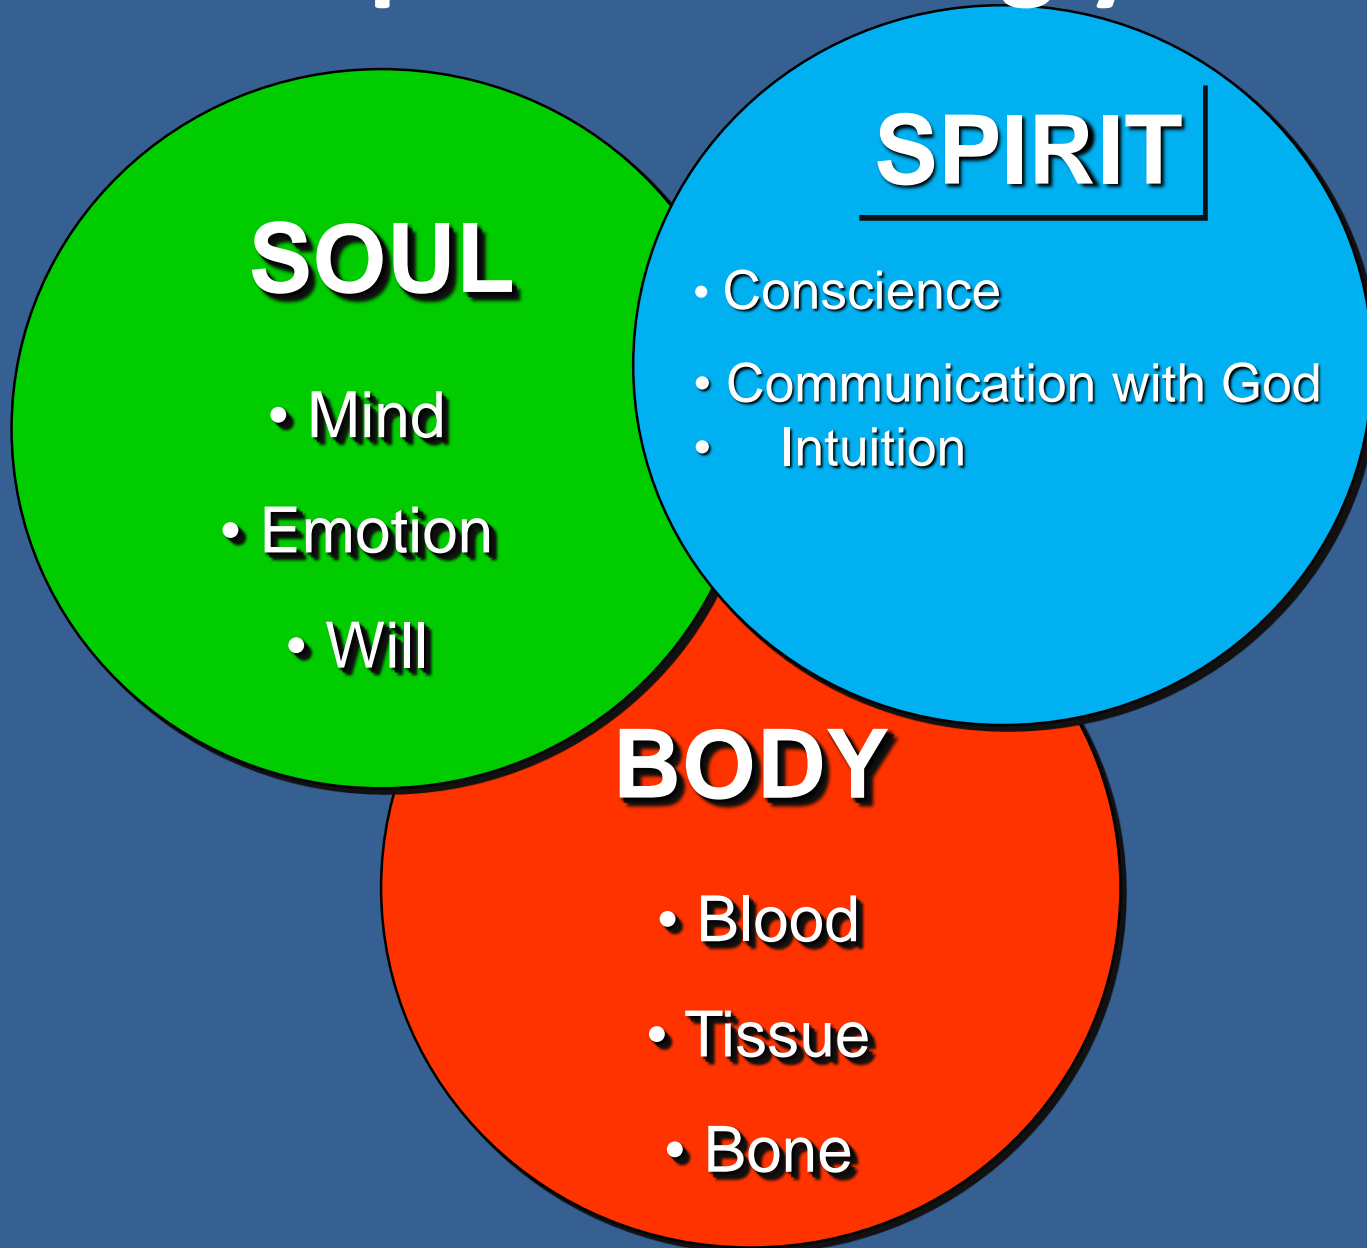 SOUL
• Mind
• Emotion
• Will
SPIRIT
• Conscience
• Communication with God
• Intuition
BODY
• Blood
• Tissue
• Bone